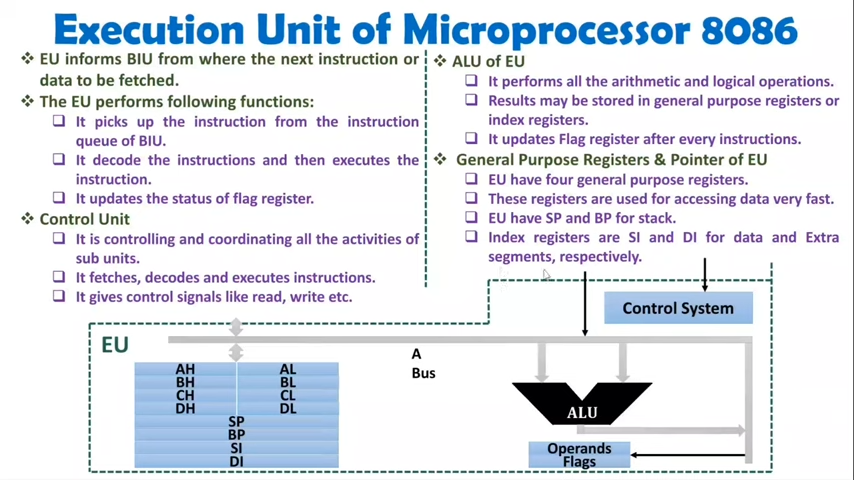 Execution Unit of Microprocessor 8086
❖ EU informs BIU from where the next instruction or
data to be fetched.
❖ The EU performs following functions:
❑ It picks up the instruction from the instruction
queue of BIU.
❑ It decode the instructions and then executes the
instruction.
❑ It updates the status of flag register.
❖ Control Unit
❑ It is controlling and coordinating all the activities of
sub units.
❑ It fetches, decodes and executes instructions.
❑ It gives control signals like read, write etc.
❖ ALU of EU
❑ It performs all the arithmetic and logical operations.
❑ Results may be stored in general purpose registers or
index registers.
❑ It updates Flag register after every instructions.
❖ General Purpose Registers & Pointer of EU
❑ EU have four general purpose registers.
❑ These registers are used for accessing data very fast.
❑ EU have SP and BP for stack.
❑ Index registers are SI and DI for data and Extra
segments, respectively.
Control System
EU
A
Bus
AH AL
BH BL
CH CL
DH DL
SP
BP
SI
DI
ALU
Operands
Flags